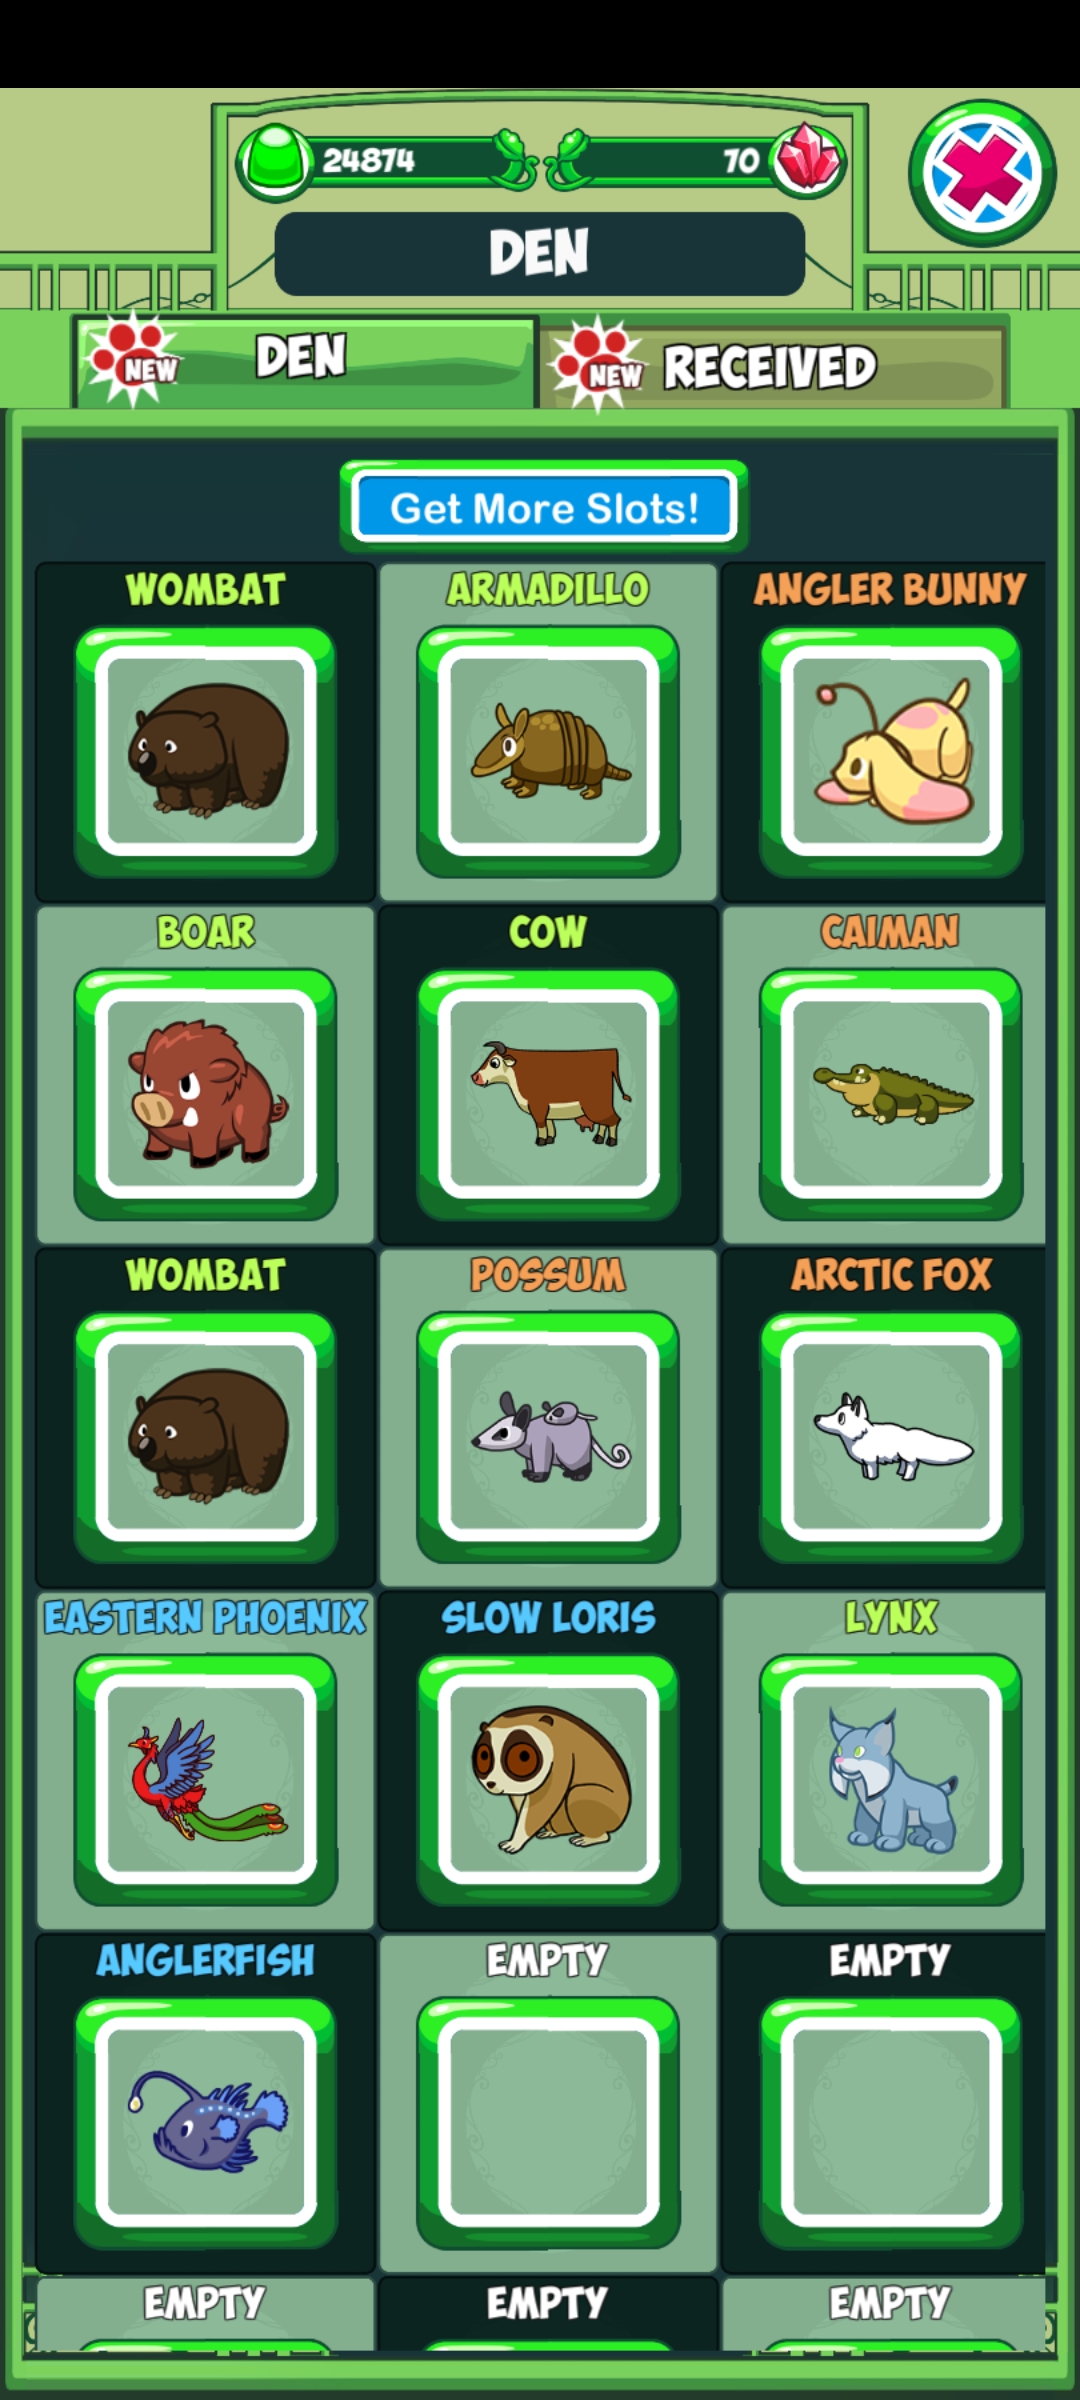 24874
70
DEN
NEW
DEN
NEW
RECEIVED
Get More Slots!
WOMBAT
ARMADILLO
ANGLER BUNNY
BOAR
COW
CAIMAN
WOMBAT
POSSUM
ARCTIC FOX
EASTERN PHOENIX
SLOW LORIS
LYNX
ANGLERFISH
EMPTY
EMPTY
EMPTY
EMPTY
EMPTY